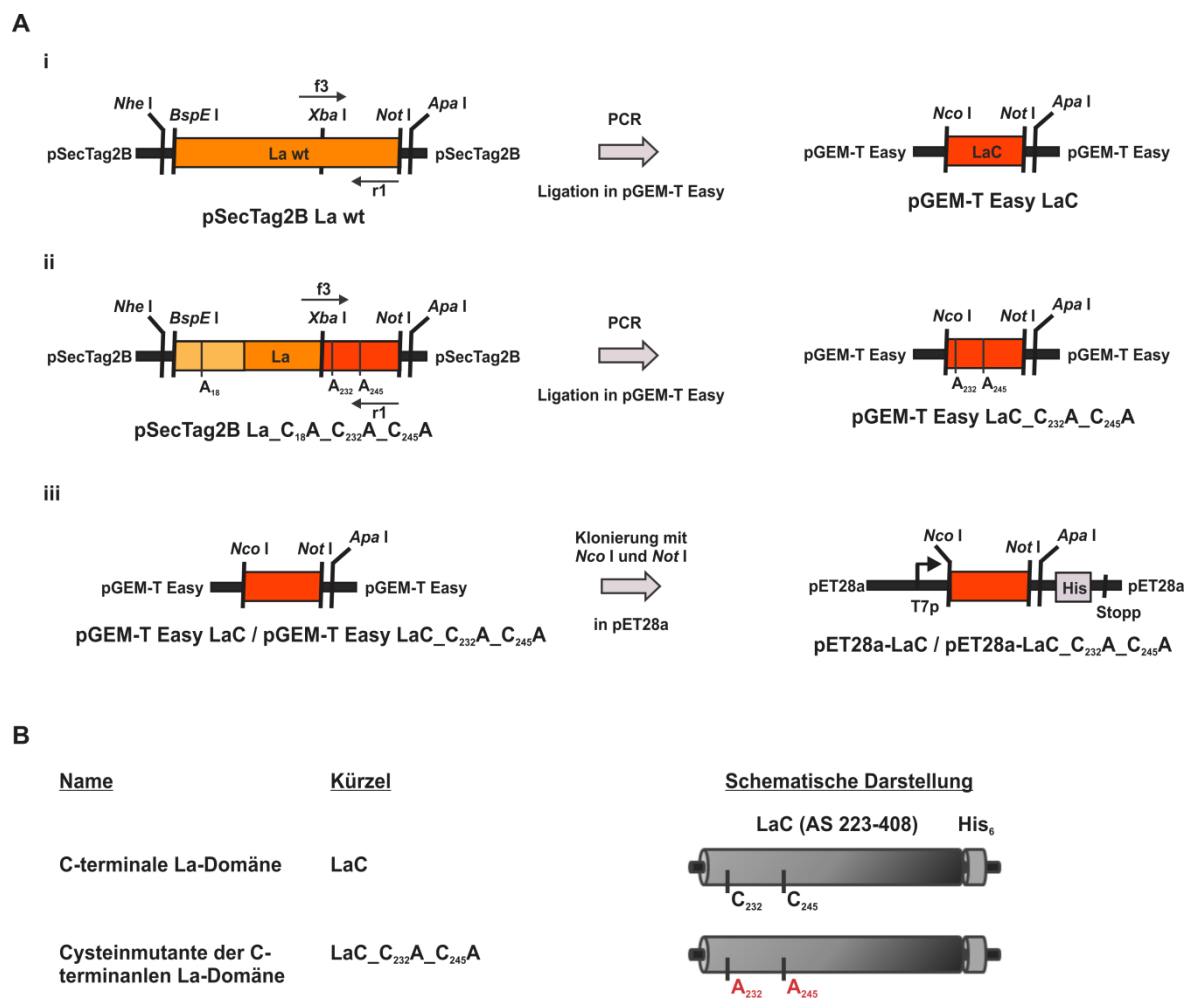 A
i
f3
Nhe I
BspE I
Xba I
Not I
Apa I
pSecTag2B
La wt
pSecTag2B
r1
pSecTag2B La wt
PCR
Ligation in pGEM-T Easy
Nco I
Not I
Apa I
pGEM-T Easy
LaC
pGEM-T Easy
pGEM-T Easy LaC
ii
f3
Nhe I
BspE I
Xba I
Not I
Apa I
pSecTag2B
La
pSecTag2B
A₁₈
A₂₃₂
A₂₄₅
r1
pSecTag2B La_C₁₈A_C₂₃₂A_C₂₄₅A
PCR
Ligation in pGEM-T Easy
Nco I
Not I
Apa I
pGEM-T Easy
pGEM-T Easy
A₂₃₂
A₂₄₅
pGEM-T Easy LaC_C₂₃₂A_C₂₄₅A
iii
Nco I
Not I
Apa I
pGEM-T Easy
pGEM-T Easy
pGEM-T Easy LaC / pGEM-T Easy LaC_C₂₃₂A_C₂₄₅A
Klonierung mit
Nco I und Not I
in pET28a
Nco I
Not I
Apa I
pET28a
T7p
His
pET28a
Stopp
pET28a-LaC / pET28a-LaC_C₂₃₂A_C₂₄₅A
B
Name
Kürzel
Schematische Darstellung
LaC (AS 223-408)
His₆
C-terminale La-Domäne
LaC
C₂₃₂
C₂₄₅
Cysteinmutante der C-
terminanlen La-Domäne
LaC_C₂₃₂A_C₂₄₅A
A₂₃₂
A₂₄₅